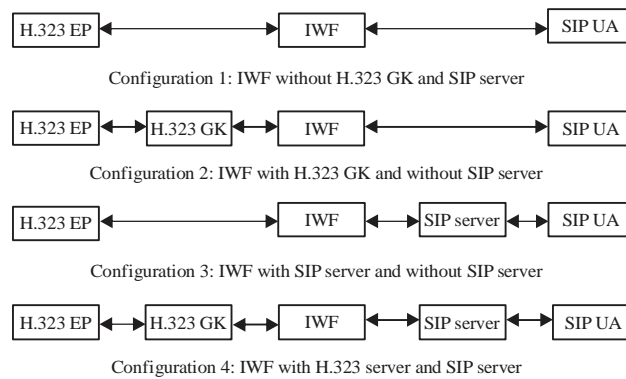 H.323 EP IWF SIP UA
Configuration 1: IWF without H.323 GK and SIP server
H.323 EP H.323 GK IWF SIP UA
Configuration 2: IWF with H.323 GK and without SIP server
H.323 EP IWF SIP server SIP UA
Configuration 3: IWF with SIP server and without SIP server
H.323 EP H.323 GK IWF SIP server SIP UA
Configuration 4: IWF with H.323 server and SIP server